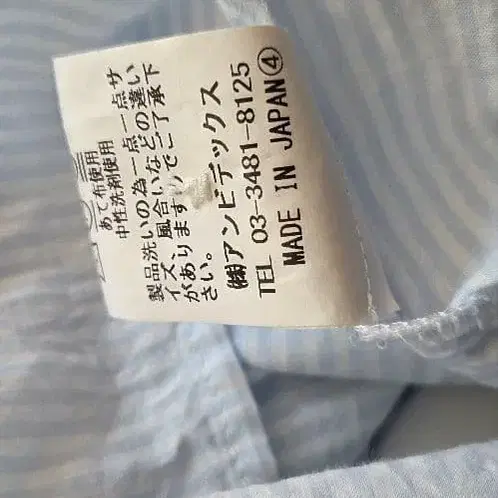 あて布使用
中性洗剤使用
製品洗いの為一点一点サ
イズ、風合いなどの違い
がありますのでご了承下
さい。
㈱アンビデックス
TEL 03-3481-8125
MADE IN JAPAN④